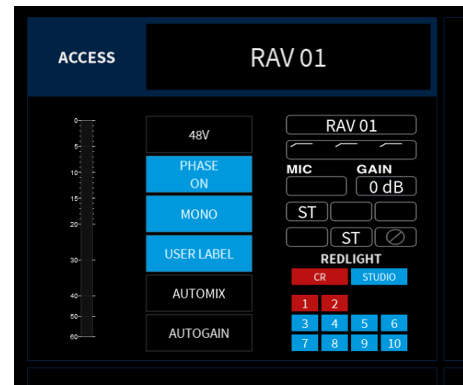 ACCESS
RAV 01
0
5
10
15
20
30
40
50
60
48V
PHASE
ON
MONO
USER LABEL
AUTOMIX
AUTOGAIN
RAV 01
MIC GAIN
0 dB
ST
ST
REDLIGHT
CR STUDIO
1 2
3 4 5 6
7 8 9 10